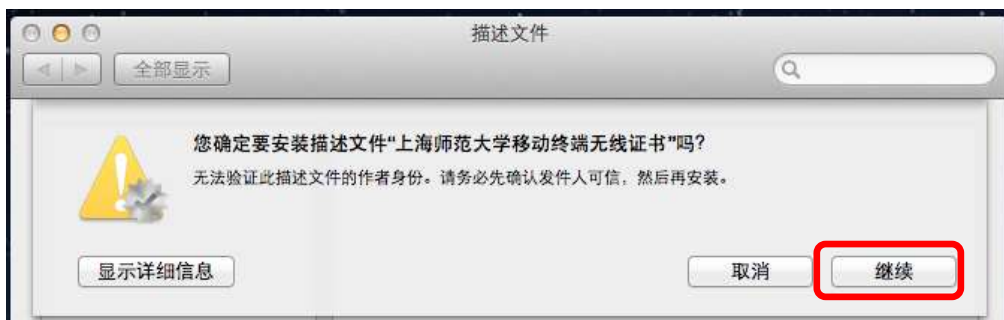 描述文件
全部显示
您确定要安装描述文件“上海师范大学移动终端无线证书”吗?
无法验证此描述文件的作者身份。请务必先确认发件人可信，然后再安装。
显示详细信息
取消
继续